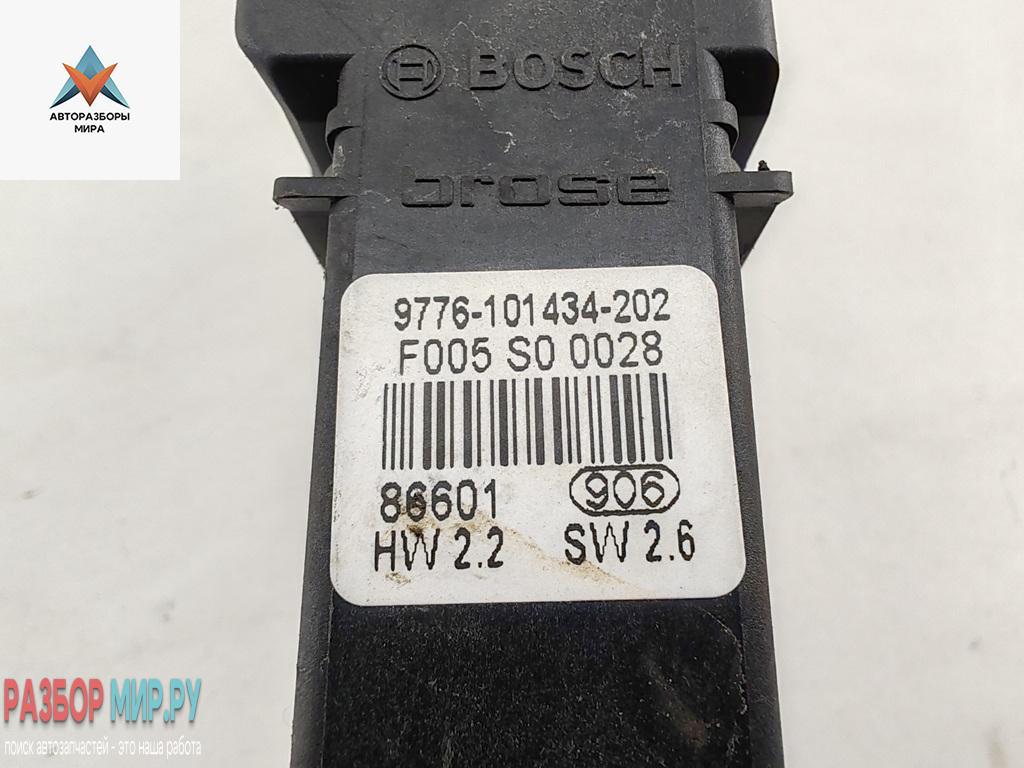 АВТОРАЗБОРЫ
МИРА
BOSCH
brose
9776-101434-202
F005 S0 0028
86601 906
HW 2.2 SW 2.6
РАЗБОР МИР.РУ
поиск автозапчастей - это наша работа